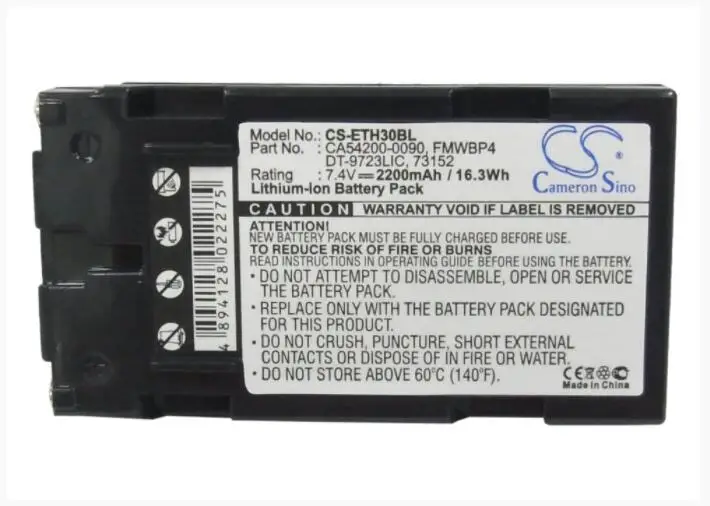 Model No.: CS-ETH30BL
Part No. : CA54200-0090, FMWBP4
DT-9723LIC, 73152
Rating : 7.4V⎓2200mAh / 16.3Wh
Lithium-Ion Battery Pack
CS
Cameron Sino
CAUTION WARRANTY VOID IF LABEL IS REMOVED
ATTENTION!
NEW BATTERY PACK MUST BE FULLY CHARGED BEFORE USE.
TO REDUCE RISK OF FIRE OR BURNS
READ INSTRUCTIONS IN OPERATING GUIDE BEFORE USING BATTERY.
• DO NOT ATTEMPT TO DISASSEMBLE, OPEN OR SERVICE
THE BATTERY PACK.
• REPLACE ONLY WITH THE BATTERY PACK DESIGNATED
FOR THIS PRODUCT.
• DO NOT CRUSH, PUNCTURE, SHORT EXTERNAL
CONTACTS OR DISPOSE OF IN FIRE OR WATER.
• DO NOT STORE ABOVE 60°C (140°F).
CE
Made in China
4 894128 022275